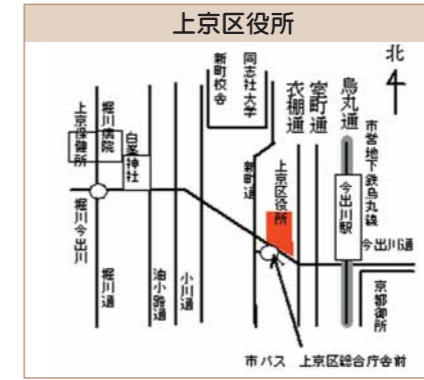 上京区役所
北
新町校舎
同志社大学
衣棚通
室町通
烏丸通
市営地下鉄烏丸線
上京保健所
堀川病院
白峯神社
新町通
上京区役所
今出川駅
堀川今出川
今出川通
堀川通
油小路通
小川通
京都御所
市バス 上京区総合庁舎前